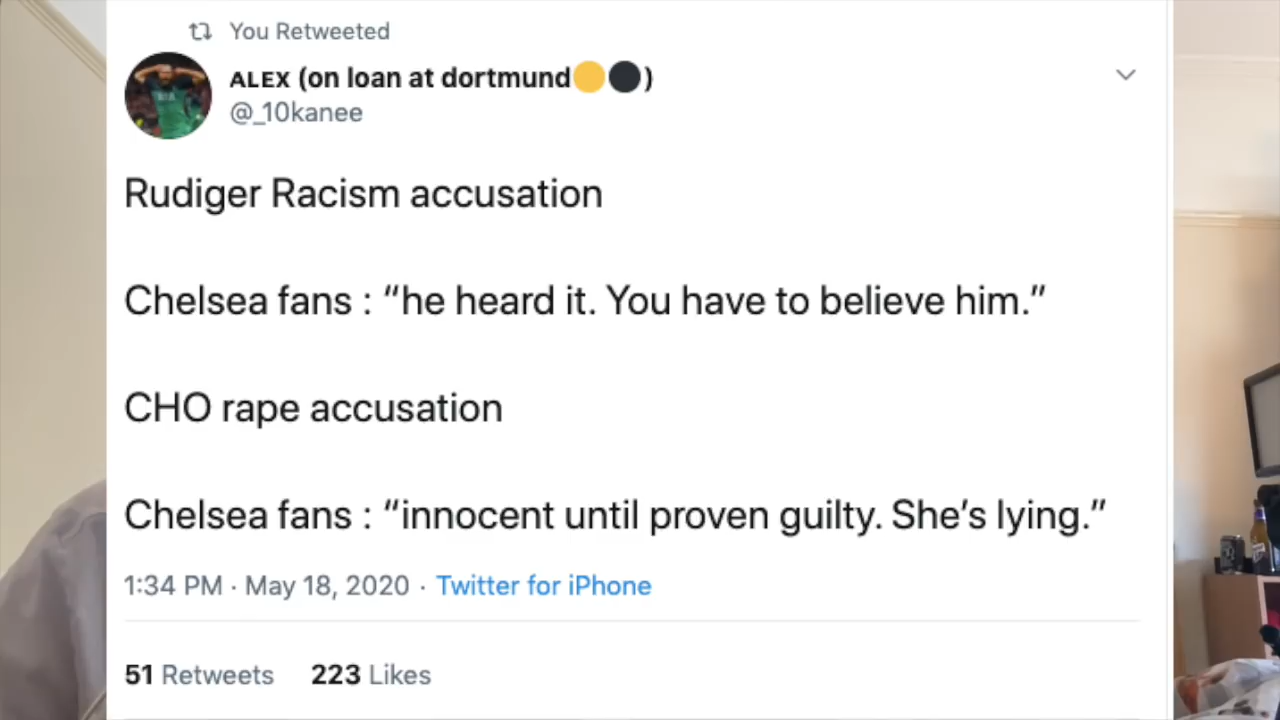 You Retweeted
ALEX (on loan at dortmund🟡⚫)
@_10kanee
Rudiger Racism accusation
Chelsea fans : “he heard it. You have to believe him.”
CHO rape accusation
Chelsea fans : “innocent until proven guilty. She’s lying.”
1:34 PM · May 18, 2020 · Twitter for iPhone
51 Retweets 223 Likes